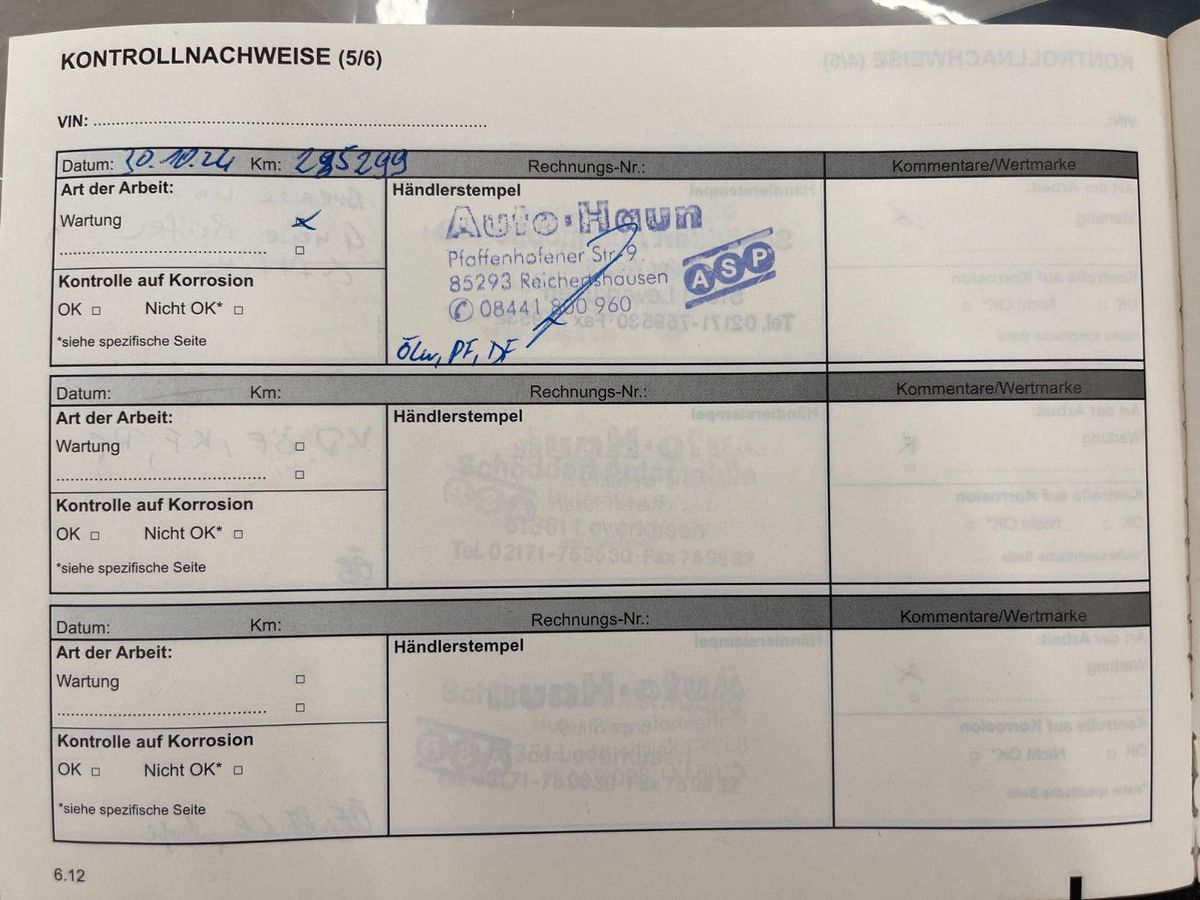 KONTROLLNACHWEISE (5/6)
VIN: ..........................................................................................
Datum: 30.10.24 Km: 285299 Rechnungs-Nr.: Kommentare/Wertmarke
Art der Arbeit: Händlerstempel
Wartung
Auto-Haun
Pfaffenhofener Str. 9
85293 Reichertshausen
08441 800 960
ASP
Kontrolle auf Korrosion
OK □ Nicht OK* □
*siehe spezifische Seite
Ölw, PF, DF
Datum: Km: Rechnungs-Nr.: Kommentare/Wertmarke
Art der Arbeit: Händlerstempel
Wartung □
Kontrolle auf Korrosion
OK □ Nicht OK* □
*siehe spezifische Seite
Datum: Km: Rechnungs-Nr.: Kommentare/Wertmarke
Art der Arbeit: Händlerstempel
Wartung □
Kontrolle auf Korrosion
OK □ Nicht OK* □
*siehe spezifische Seite
6.12